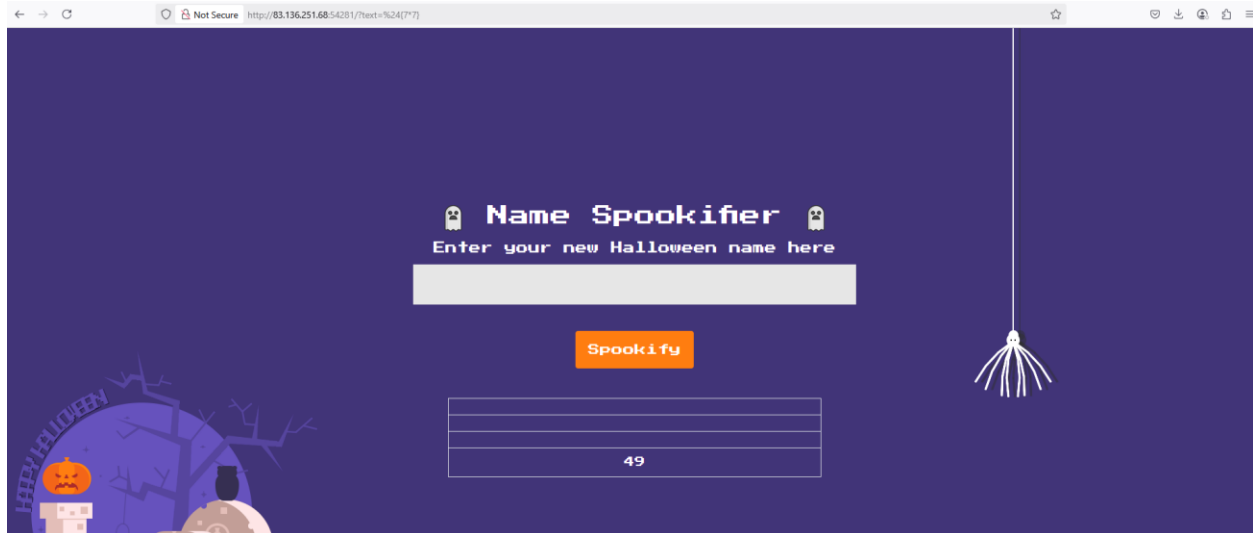 Not Secure http://83.136.251.68:54281/?text=%24{7*7}
Name Spookifier
Enter your new Halloween name here
Spookify
49
HAPPY HALLOWEEN